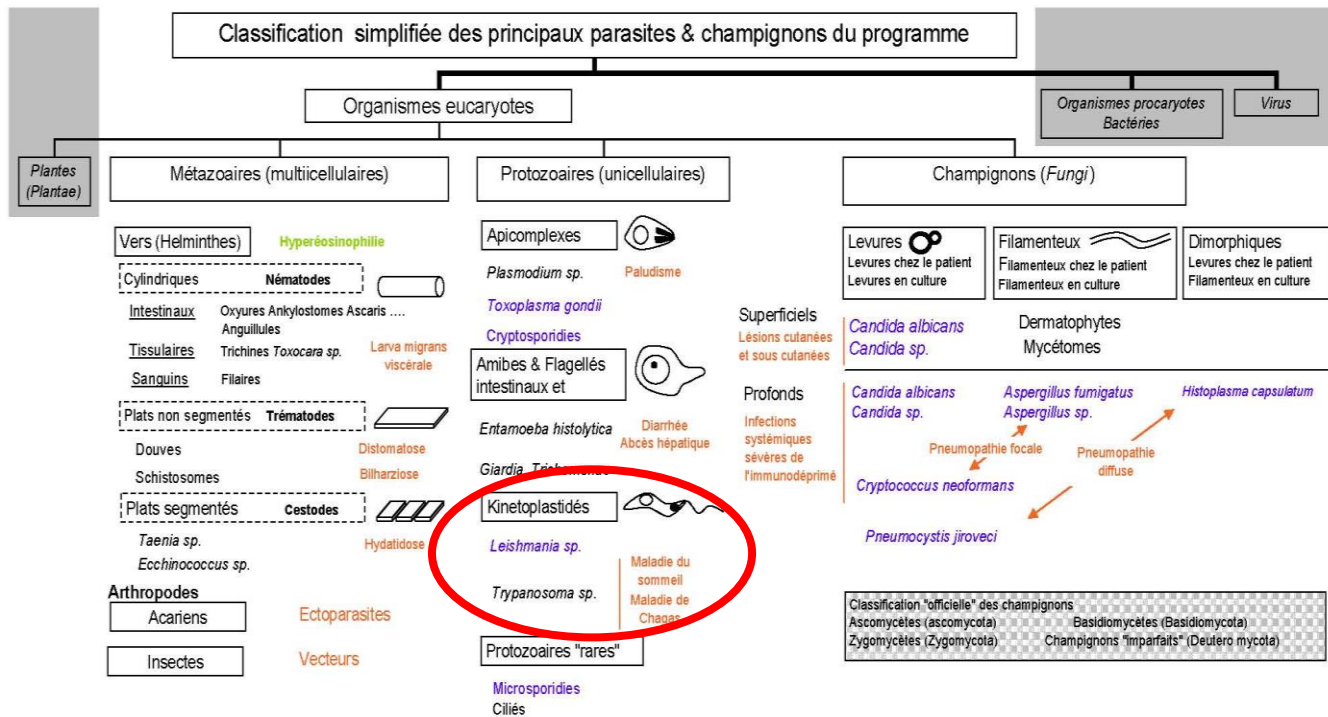 Classification simplifiée des principaux parasites & champignons du programme
Organismes eucaryotes
Organismes procaryotes
Bactéries
Virus
Plantes
(Plantae)
Métazoaires (multiicellulaires)
Protozoaires (unicellulaires)
Champignons (Fungi)
Vers (Helminthes) Hyperéosinophilie
Cylindriques Nématodes
Intestinaux Oxyures Ankylostomes Ascaris ....
Anguillules
Tissulaires Trichines Toxocara sp.
Larva migrans
viscérale
Sanguins Filaires
Plats non segmentés Trématodes
Douves Distomatose
Schistosomes Bilharziose
Plats segmentés Cestodes
Taenia sp.
Hydatidose
Ecchinococcus sp.
Arthropodes
Acariens Ectoparasites
Insectes Vecteurs
Apicomplexes
Plasmodium sp. Paludisme
Toxoplasma gondii
Cryptosporidies
Amibes & Flagellés
intestinaux et
Entamoeba histolytica
Diarrhée
Abcès hépatique
Giardia, Trichomonas
Kinetoplastidés
Leishmania sp.
Trypanosoma sp.
Maladie du
sommeil
Maladie de
Chagas
Protozoaires "rares"
Microsporidies
Ciliés
Levures
Levures chez le patient
Levures en culture
Filamenteux
Filamenteux chez le patient
Filamenteux en culture
Dimorphiques
Levures chez le patient
Filamenteux en culture
Superficiels
Lésions cutanées
et sous cutanées
Candida albicans
Candida sp.
Dermatophytes
Mycétomes
Profonds
Infections
systémiques
sévères de
l'immunodéprimé
Candida albicans
Candida sp.
Aspergillus fumigatus
Aspergillus sp.
Histoplasma capsulatum
Pneumopathie focale
Pneumopathie
diffuse
Cryptococcus neoformans
Pneumocystis jiroveci
Classification "officielle" des champignons
Ascomycètes (ascomycota) Basidiomycètes (Basidiomycota)
Zygomycètes (Zygomycota) Champignons "imparfaits" (Deutero mycota)